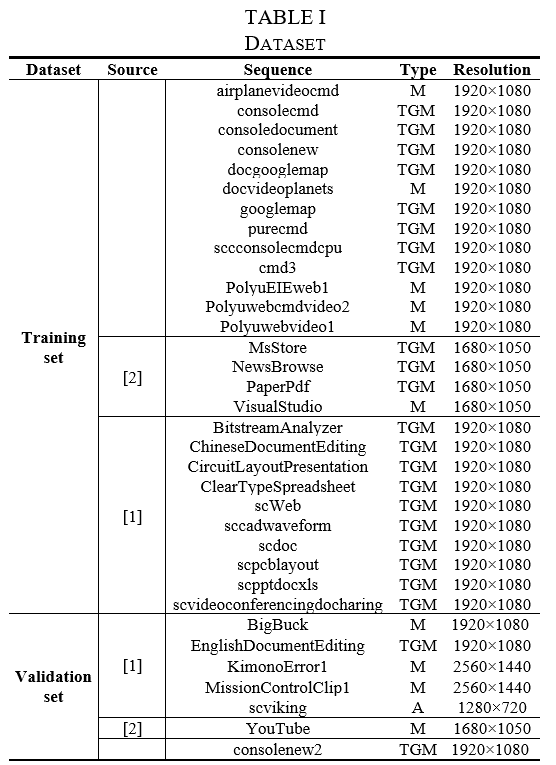 TABLE I
DATASET
Dataset Source Sequence Type Resolution
airplanevideocmd M 1920×1080
consolecmd TGM 1920×1080
consoledocument TGM 1920×1080
consolenew TGM 1920×1080
docgooglemap TGM 1920×1080
docvideoplanets M 1920×1080
googlemap TGM 1920×1080
purecmd TGM 1920×1080
sccconsolecmdcpu TGM 1920×1080
cmd3 TGM 1920×1080
PolyuEIEweb1 M 1920×1080
Polyuwebcmdvideo2 M 1920×1080
Polyuwebvideo1 M 1920×1080
Training
set
[2]
MsStore TGM 1680×1050
NewsBrowse TGM 1680×1050
PaperPdf TGM 1680×1050
VisualStudio M 1680×1050
[1]
BitstreamAnalyzer TGM 1920×1080
ChineseDocumentEditing TGM 1920×1080
CircuitLayoutPresentation TGM 1920×1080
ClearTypeSpreadsheet TGM 1920×1080
scWeb TGM 1920×1080
sccadwaveform TGM 1920×1080
scdoc TGM 1920×1080
scpcblayout TGM 1920×1080
scpptdocxls TGM 1920×1080
scvideoconferencingdocharing TGM 1920×1080
Validation
set
[1]
BigBuck M 1920×1080
EnglishDocumentEditing TGM 1920×1080
KimonoError1 M 2560×1440
MissionControlClip1 M 2560×1440
scviking A 1280×720
[2] YouTube M 1680×1050
consolenew2 TGM 1920×1080